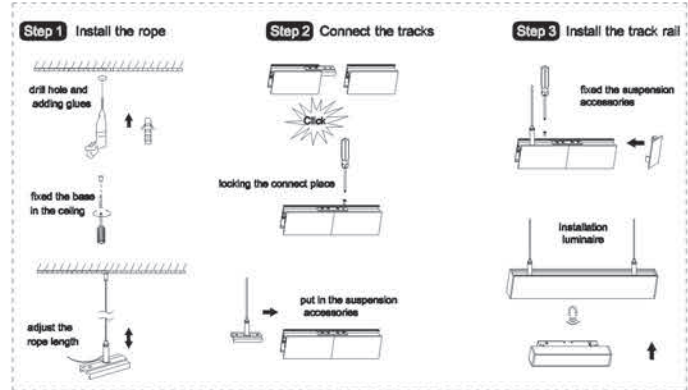 Step 1 Install the rope
drill hole and
adding glues
fixed the base
in the ceiling
adjust the
rope length
Step 2 Connect the tracks
Click
locking the connect place
put in the suspension
accessories
Step 3 Install the track rail
fixed the suspension
accessories
Installation
luminaire